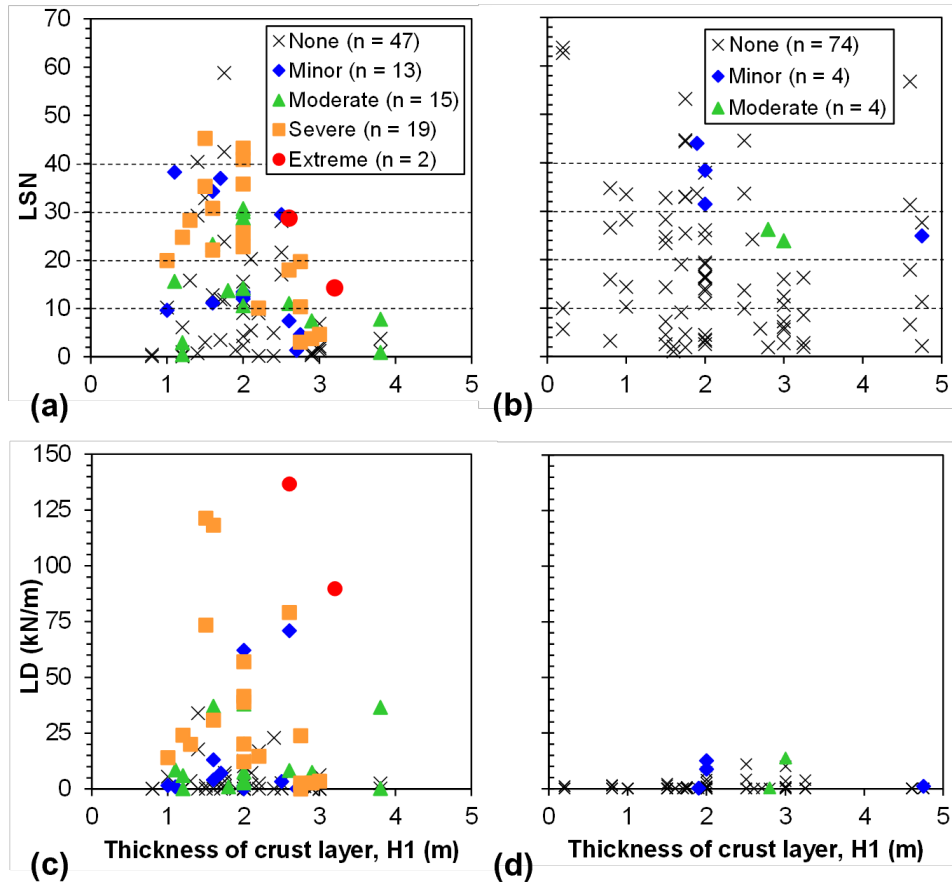 70
60
50
40
30
20
10
0
LSN
None (n = 47)
Minor (n = 13)
Moderate (n = 15)
Severe (n = 19)
Extreme (n = 2)
0 1 2 3 4 5
(a)
None (n = 74)
Minor (n = 4)
Moderate (n = 4)
0 1 2 3 4 5
(b)
150
125
100
75
50
25
0
LD (kN/m)
0 1 2 3 4 5
(c) Thickness of crust layer, H1 (m)
0 1 2 3 4 5
(d) Thickness of crust layer, H1 (m)